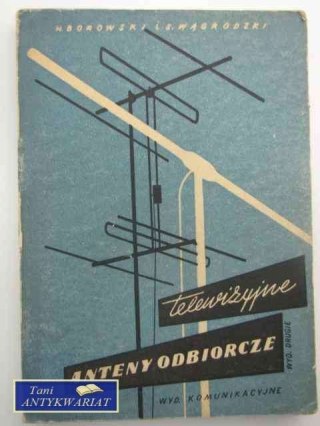 H. BOROWSKI i S. WĄGRODZKI
telewizyjne
ANTENY ODBIORCZE
WYD. DRUGIE
WYD. KOMUNIKACYJNE
Tani
ANTYKWARIAT